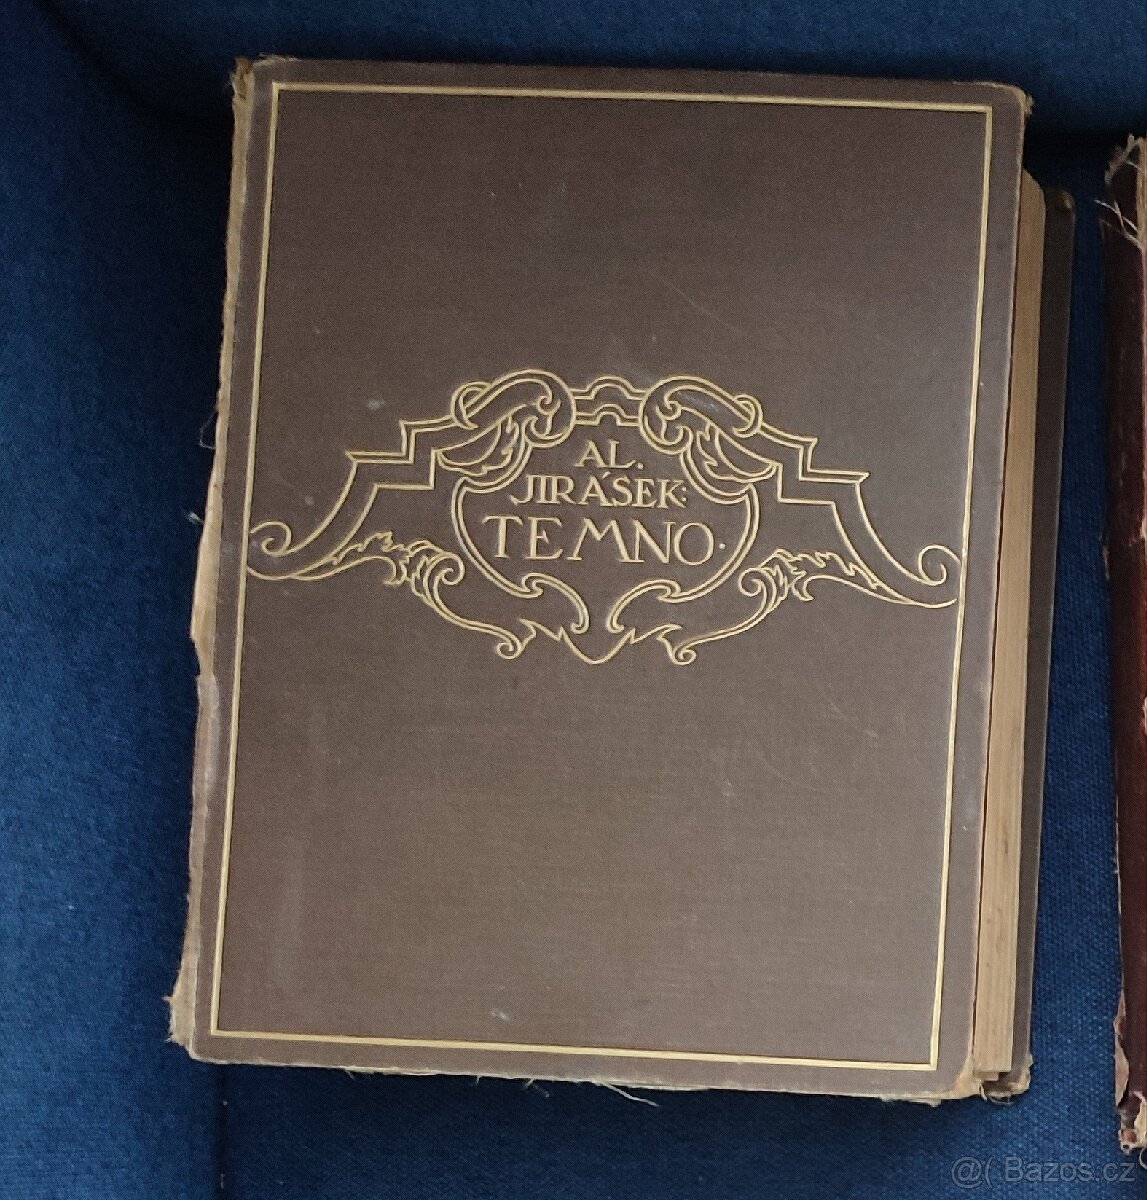 AL.
JIRÁSEK:
TEMNO.
@( Bazos.cz